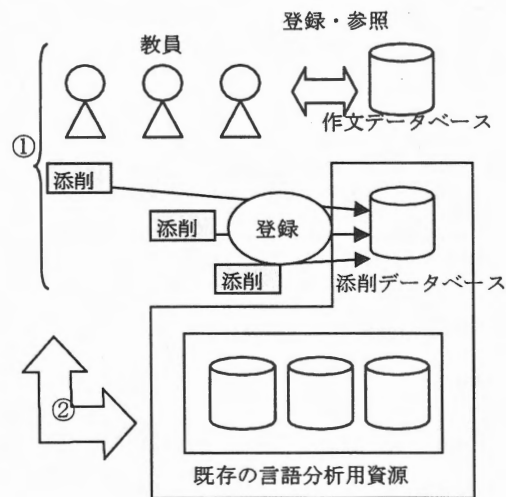 登録・参照
教員
作文データベース
①
添削
添削
登録
添削
添削データベース
②
既存の言語分析用資源